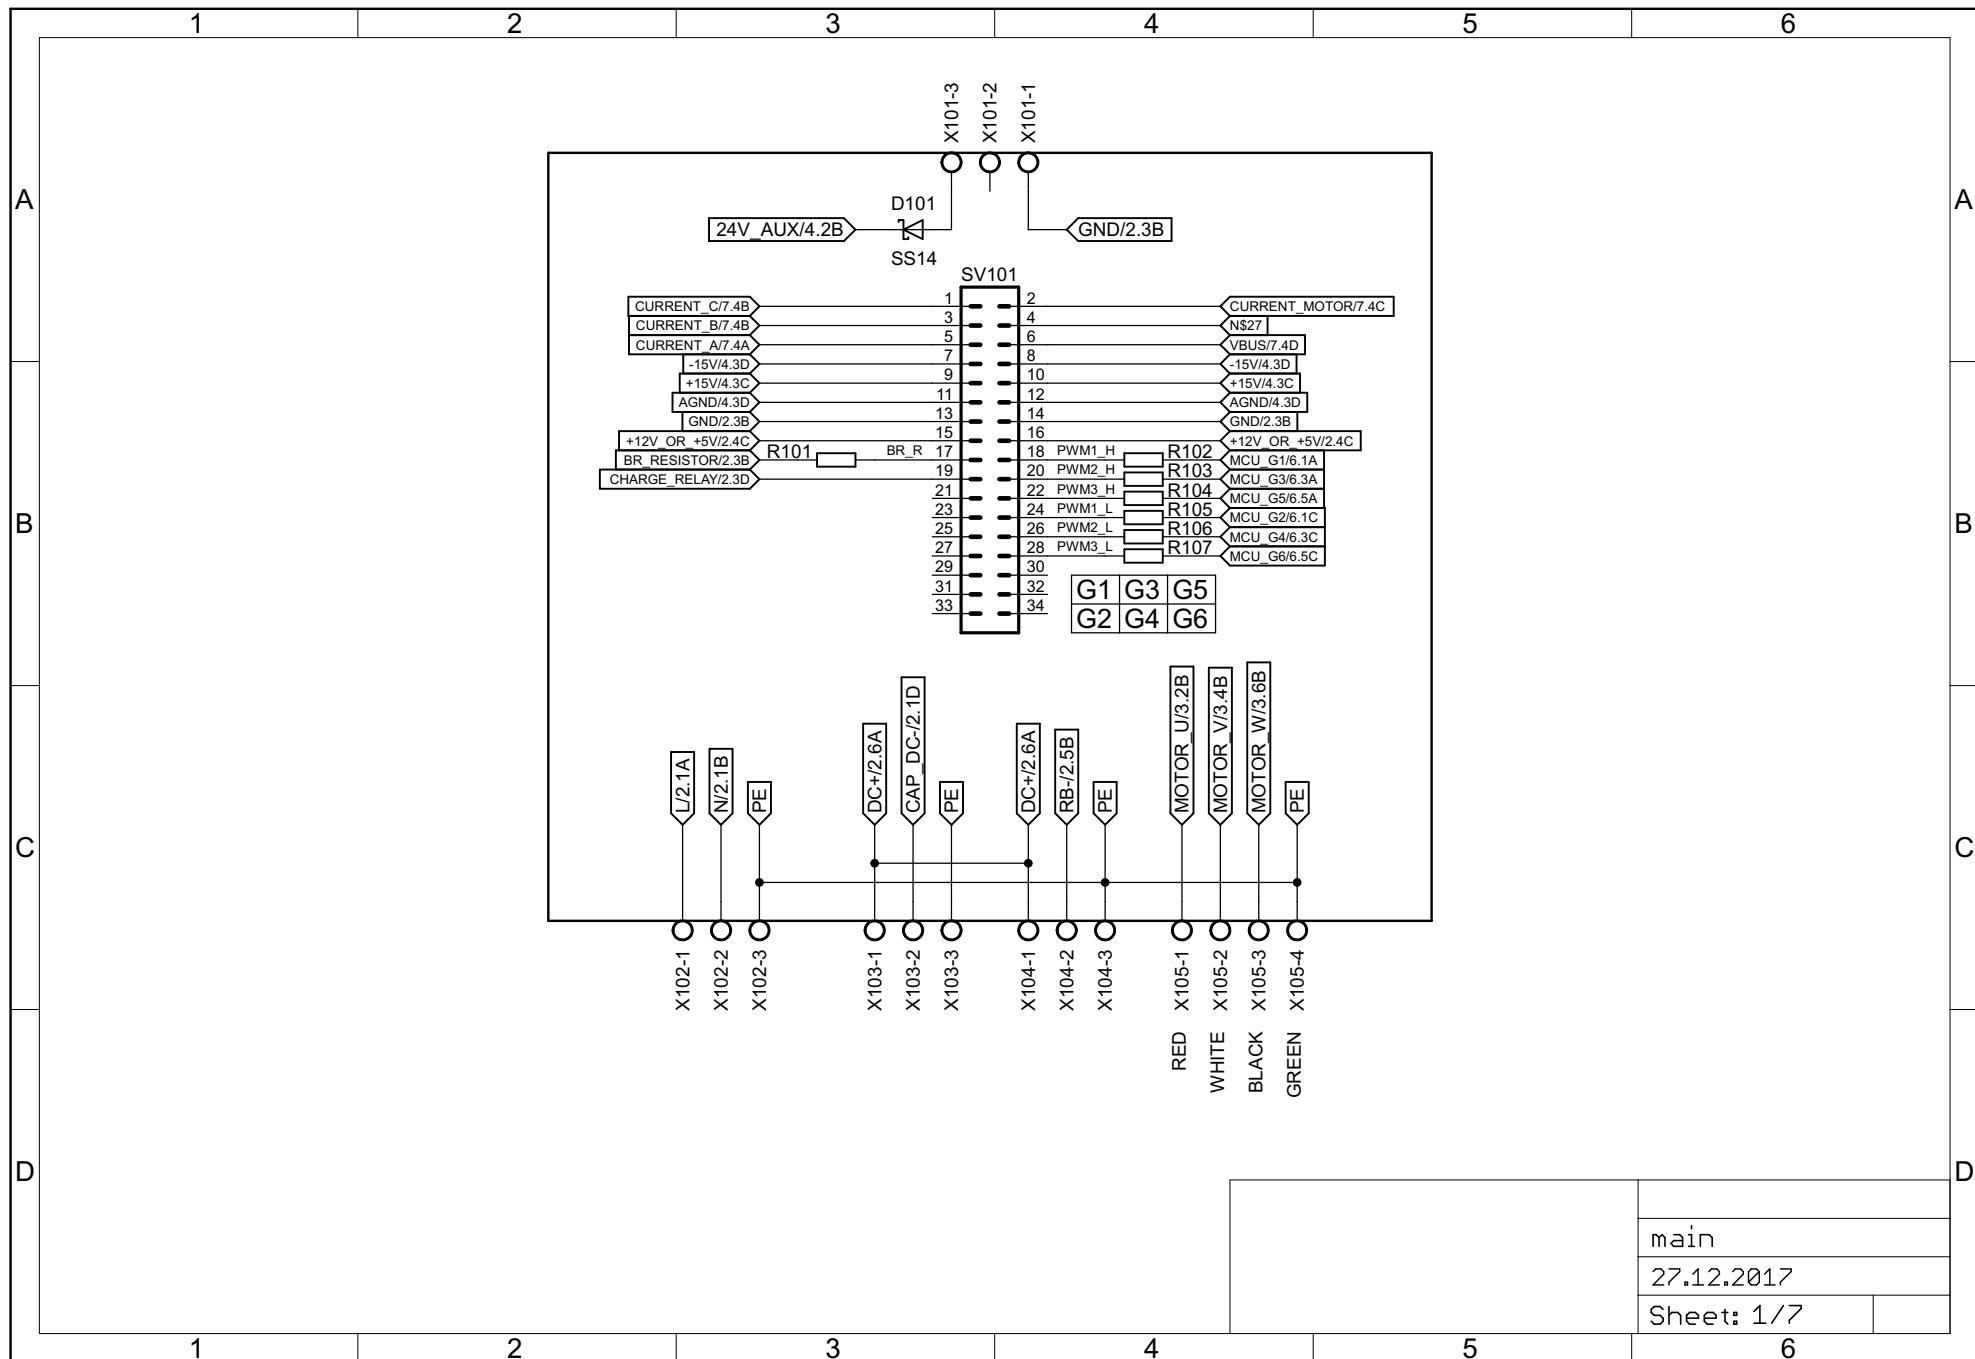 1 2 3 4 5 6
X101-3 X101-2 X101-1
A A
D101
24V_AUX/4.2B GND/2.3B
SS14
SV101
CURRENT_C/7.4B 1 2 CURRENT_MOTOR/7.4C
CURRENT_B/7.4B 3 4 N$27
CURRENT_A/7.4A 5 6 VBUS/7.4D
-15V/4.3D 7 8 -15V/4.3D
+15V/4.3C 9 10 +15V/4.3C
AGND/4.3D 11 12 AGND/4.3D
GND/2.3B 13 14 GND/2.3B
+12V_OR_+5V/2.4C 15 16 +12V_OR_+5V/2.4C
BR_RESISTOR/2.3B R101 BR_R 17 18 PWM1_H R102 MCU_G1/6.1A
CHARGE_RELAY/2.3D 19 20 PWM2_H R103 MCU_G3/6.3A
21 22 PWM3_H R104 MCU_G5/6.5A
B 23 24 PWM1_L R105 MCU_G2/6.1C B
25 26 PWM2_L R106 MCU_G4/6.3C
27 28 PWM3_L R107 MCU_G6/6.5C
29 30
31 32 G1 G3 G5
33 34 G2 G4 G6
L/2.1A N/2.1B PE DC+/2.6A CAP_DC-/2.1D PE DC+/2.6A RB-/2.5B PE MOTOR_U/3.2B MOTOR_V/3.4B MOTOR_W/3.6B PE
C C
X102-1 X102-2 X102-3 X103-1 X103-2 X103-3 X104-1 X104-2 X104-3 X105-1 X105-2 X105-3 X105-4
RED WHITE BLACK GREEN
D D
main
27.12.2017
Sheet: 1/7
1 2 3 4 5 6